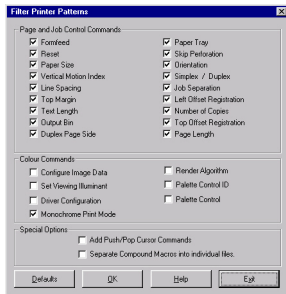 Filter Printer Patterns
Page and Job Control Commands
Formfeed
Reset
Paper Size
Vertical Motion Index
Line Spacing
Top Margin
Text Length
Output Bin
Duplex Page Side
Paper Tray
Skip Perforation
Orientation
Simplex / Duplex
Job Separation
Left Offset Registration
Number of Copies
Top Offset Registration
Page Length
Colour Commands
Configure Image Data
Set Viewing Illuminant
Driver Configuration
Monochrome Print Mode
Render Algorithm
Palette Control ID
Palette Control
Special Options
Add Push/Pop Cursor Commands
Separate Compound Macros into individual files.
Defaults
OK
Help
Exit